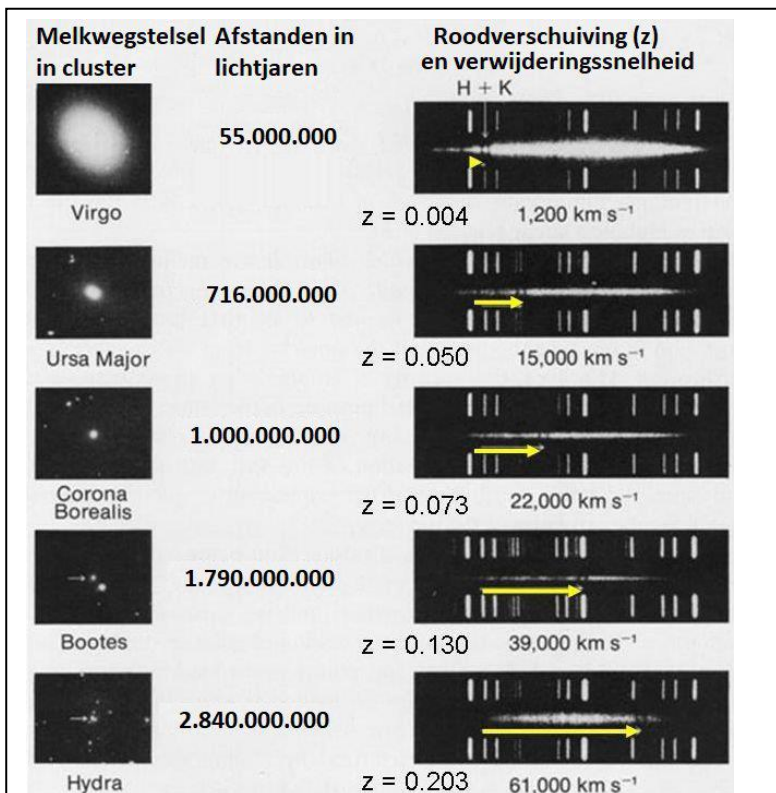 Melkwegstelsel in cluster
Afstanden in lichtjaren
Roodverschuiving (z) en verwijderingssnelheid
H + K
55.000.000
Virgo
z = 0.004
1,200 km s⁻¹
716.000.000
Ursa Major
z = 0.050
15,000 km s⁻¹
1.000.000.000
Corona
Borealis
z = 0.073
22,000 km s⁻¹
1.790.000.000
Bootes
z = 0.130
39,000 km s⁻¹
2.840.000.000
Hydra
z = 0.203
61,000 km s⁻¹